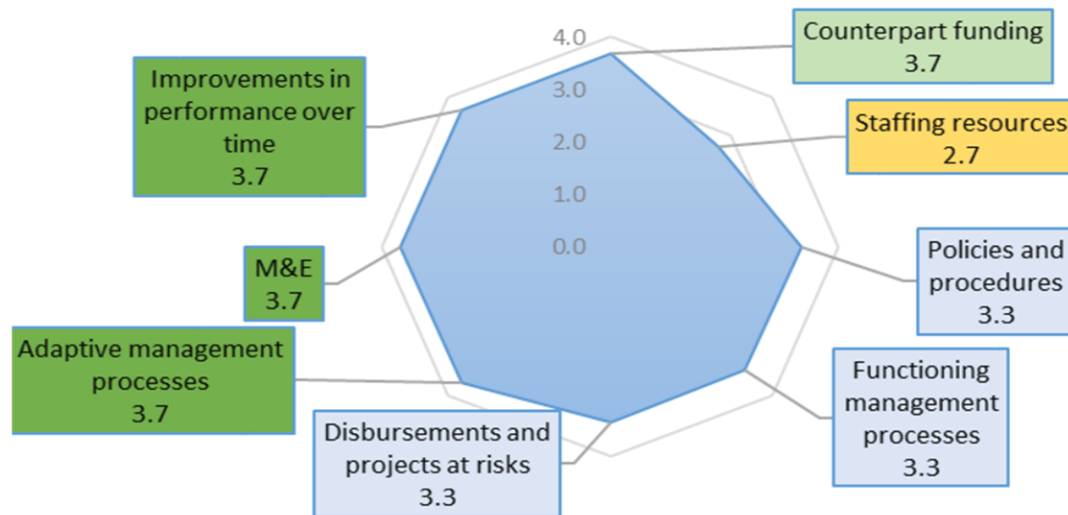 4.0
3.0
2.0
1.0
0.0
Counterpart funding
3.7
Staffing resources
2.7
Policies and
procedures
3.3
Functioning
management
processes
3.3
Disbursements and
projects at risks
3.3
Adaptive management
processes
3.7
M&E
3.7
Improvements in
performance over
time
3.7